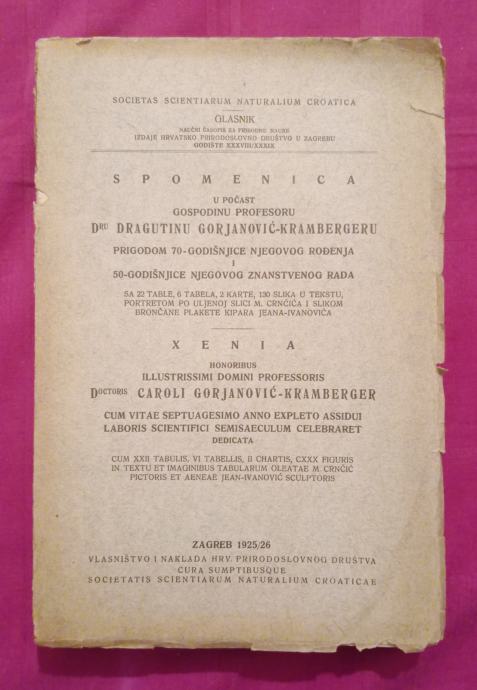 SOCIETAS SCIENTIARUM NATURALIUM CROATICA
GLASNIK
NAUČNI ČASOPIS ZA PRIRODNE NAUKE
IZDAJE HRVATSKO PRIRODOSLOVNO DRUŠTVO U ZAGREBU
GODIŠTE XXXVIII/XXXIX
SPOMENICA
U POČAST
GOSPODINU PROFESORU
DRU DRAGUTINU GORJANOVIĆ-KRAMBERGERU
PRIGODOM 70-GODIŠNJICE NJEGOVOG ROĐENJA
I
50-GODIŠNJICE NJEGOVOG ZNANSTVENOG RADA
SA 22 TABLE, 6 TABELA, 2 KARTE, 130 SLIKA U TEKSTU,
PORTRETOM PO ULJENOJ SLICI M. CRNČIĆA I SLIKOM
BRONČANE PLAKETE KIPARA JEANA-IVANOVIĆA
XENIA
HONORIBUS
ILLUSTRISSIMI DOMINI PROFESSORIS
DOCTORIS CAROLI GORJANOVIĆ-KRAMBERGER
CUM VITAE SEPTUAGESIMO ANNO EXPLETO ASSIDUI
LABORIS SCIENTIFICI SEMISAECULUM CELEBRARET
DEDICATA
CUM XXII TABULIS, VI TABELLIS, II CHARTIS, CXXX FIGURIS
IN TEXTU ET IMAGINIBUS TABULARUM OLEATAE M. CRNČIĆ
PICTORIS ET AENEAE JEAN-IVANOVIĆ SCULPTORIS
ZAGREB 1925/26
VLASNIŠTVO I NAKLADA HRV. PRIRODOSLOVNOG DRUŠTVA
CURA SUMPTIBUSQUE
SOCIETATIS SCIENTIARUM NATURALIUM CROATICAE